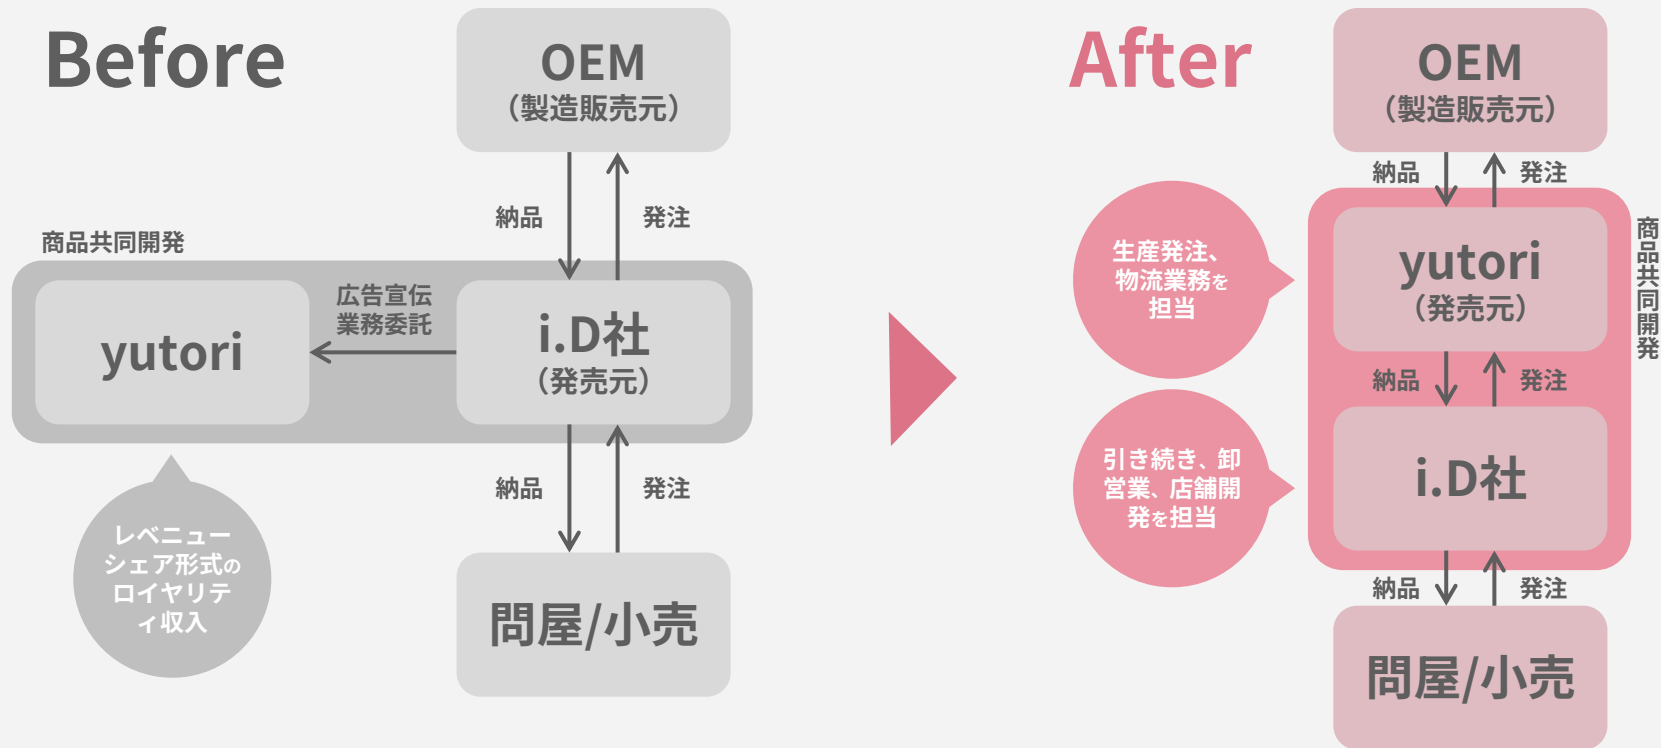 Before
OEM
（製造販売元）
納品
発注
商品共同開発
yutori
広告宣伝
業務委託
i.D社
（発売元）
納品
発注
レベニュー
シェア形式の
ロイヤリテ
ィ収入
問屋/小売
After
OEM
（製造販売元）
納品
発注
商品共同開発
生産発注、
物流業務を
担当
yutori
（発売元）
納品
発注
引き続き、卸
営業、店舗開
発を担当
i.D社
納品
発注
問屋/小売